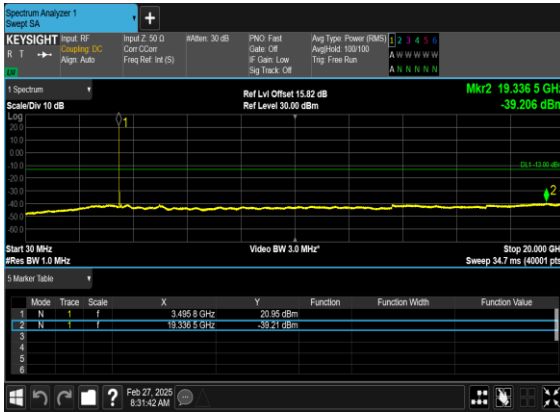 Spectrum Analyzer 1
Swept SA
KEYSIGHT
R T
Input: RF
Coupling: DC
Align: Auto
Input Z: 50 Ω
Corr CCorr
Freq Ref: Int (S)
#Atten: 30 dB
PNO: Fast
Gate: Off
IF Gain: Low
Sig Track: Off
Avg Type: Power (RMS)
Avg|Hold: 100/100
Trig: Free Run
1 2 3 4 5 6
A W W W W W
A N N N N N
1 Spectrum
Scale/Div 10 dB
Ref Lvl Offset 15.82 dB
Ref Level 30.00 dBm
Mkr2 19.336 5 GHz
-39.206 dBm
Log
20.0
10.0
0.00
-10.0
-20.0
-30.0
-40.0
-50.0
-60.0
1
DL1 -13.00 dBm
2
Start 30 MHz
#Res BW 1.0 MHz
Video BW 3.0 MHz*
Stop 20.000 GHz
Sweep 34.7 ms (40001 pts)
5 Marker Table
Mode Trace Scale X Y Function Function Width Function Value
1 N 1 f 3.495 8 GHz 20.95 dBm
2 N 1 f 19.336 5 GHz -39.21 dBm
3
4
5
6
?
Feb 27, 2025
8:31:42 AM